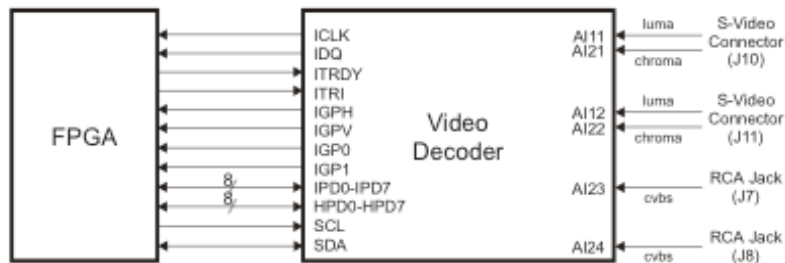 FPGA
8
8
ICLK
IDQ
ITRDY
ITRI
IGPH
IGPV
IGP0
IGP1
IPD0-IPD7
HPD0-HPD7
SCL
SDA
Video
Decoder
AI11
AI21
AI12
AI22
AI23
AI24
luma
chroma
S-Video
Connector
(J10)
luma
chroma
S-Video
Connector
(J11)
cvbs
RCA Jack
(J7)
cvbs
RCA Jack
(J8)